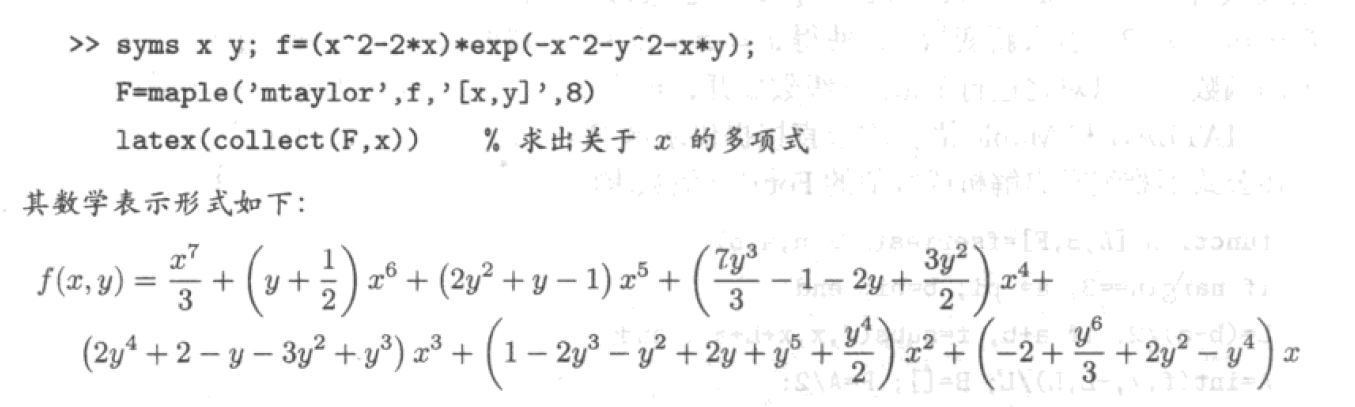 >> syms x y; f=(x^2-2*x)*exp(-x^2-y^2-x*y);
F=maple('mtaylor',f,'[x,y]',8)
latex(collect(F,x)) % 求出关于 x 的多项式
其数学表示形式如下:
f(x,y) = \frac{x^7}{3} + \left(y + \frac{1}{2}\right) x^6 + (2y^2 + y - 1) x^5 + \left(\frac{7y^3}{3} - 1 - 2y + \frac{3y^2}{2}\right) x^4 +
(2y^4 + 2 - y - 3y^2 + y^3) x^3 + \left(1 - 2y^3 - y^2 + 2y + y^5 + \frac{y^4}{2}\right) x^2 + \left(-2 + \frac{y^6}{3} + 2y^2 - y^4\right) x